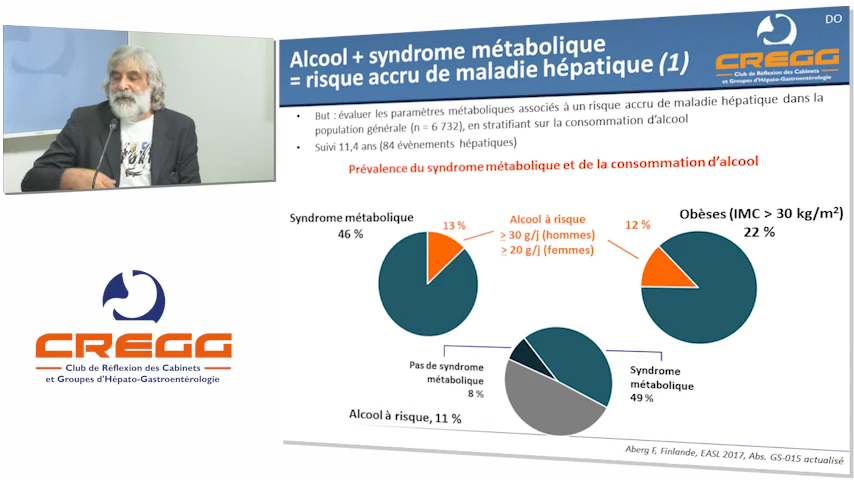 DO
Alcool + syndrome métabolique
= risque accru de maladie hépatique (1)
CREGG
Club de Réflexion des Cabinets
et Groupes d'Hépato-Gastroentérologie
• But : évaluer les paramètres métaboliques associés à un risque accru de maladie hépatique dans la
population générale (n = 6 732), en stratifiant sur la consommation d'alcool
• Suivi 11,4 ans (84 évènements hépatiques)
Prévalence du syndrome métabolique et de la consommation d'alcool
Syndrome métabolique
46 %
13 %
Alcool à risque
≥ 30 g/j (hommes)
≥ 20 g/j (femmes)
12 %
Obèses (IMC > 30 kg/m²)
22 %
Pas de syndrome
métabolique
8 %
Syndrome
métabolique
49 %
Alcool à risque, 11 %
Aberg F, Finlande, EASL 2017, Abs. GS-015 actualisé
CREGG
Club de Réflexion des Cabinets
et Groupes d'Hépato-Gastroentérologie